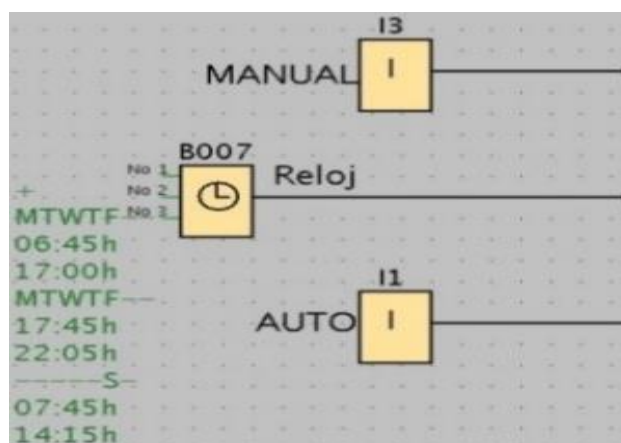 I3
MANUAL I
B007
No 1
No 2
No 3
Reloj
+
MTWTF--
06:45h
17:00h
MTWTF--
17:45h
22:05h
-----S-
07:45h
14:15h
I1
AUTO I